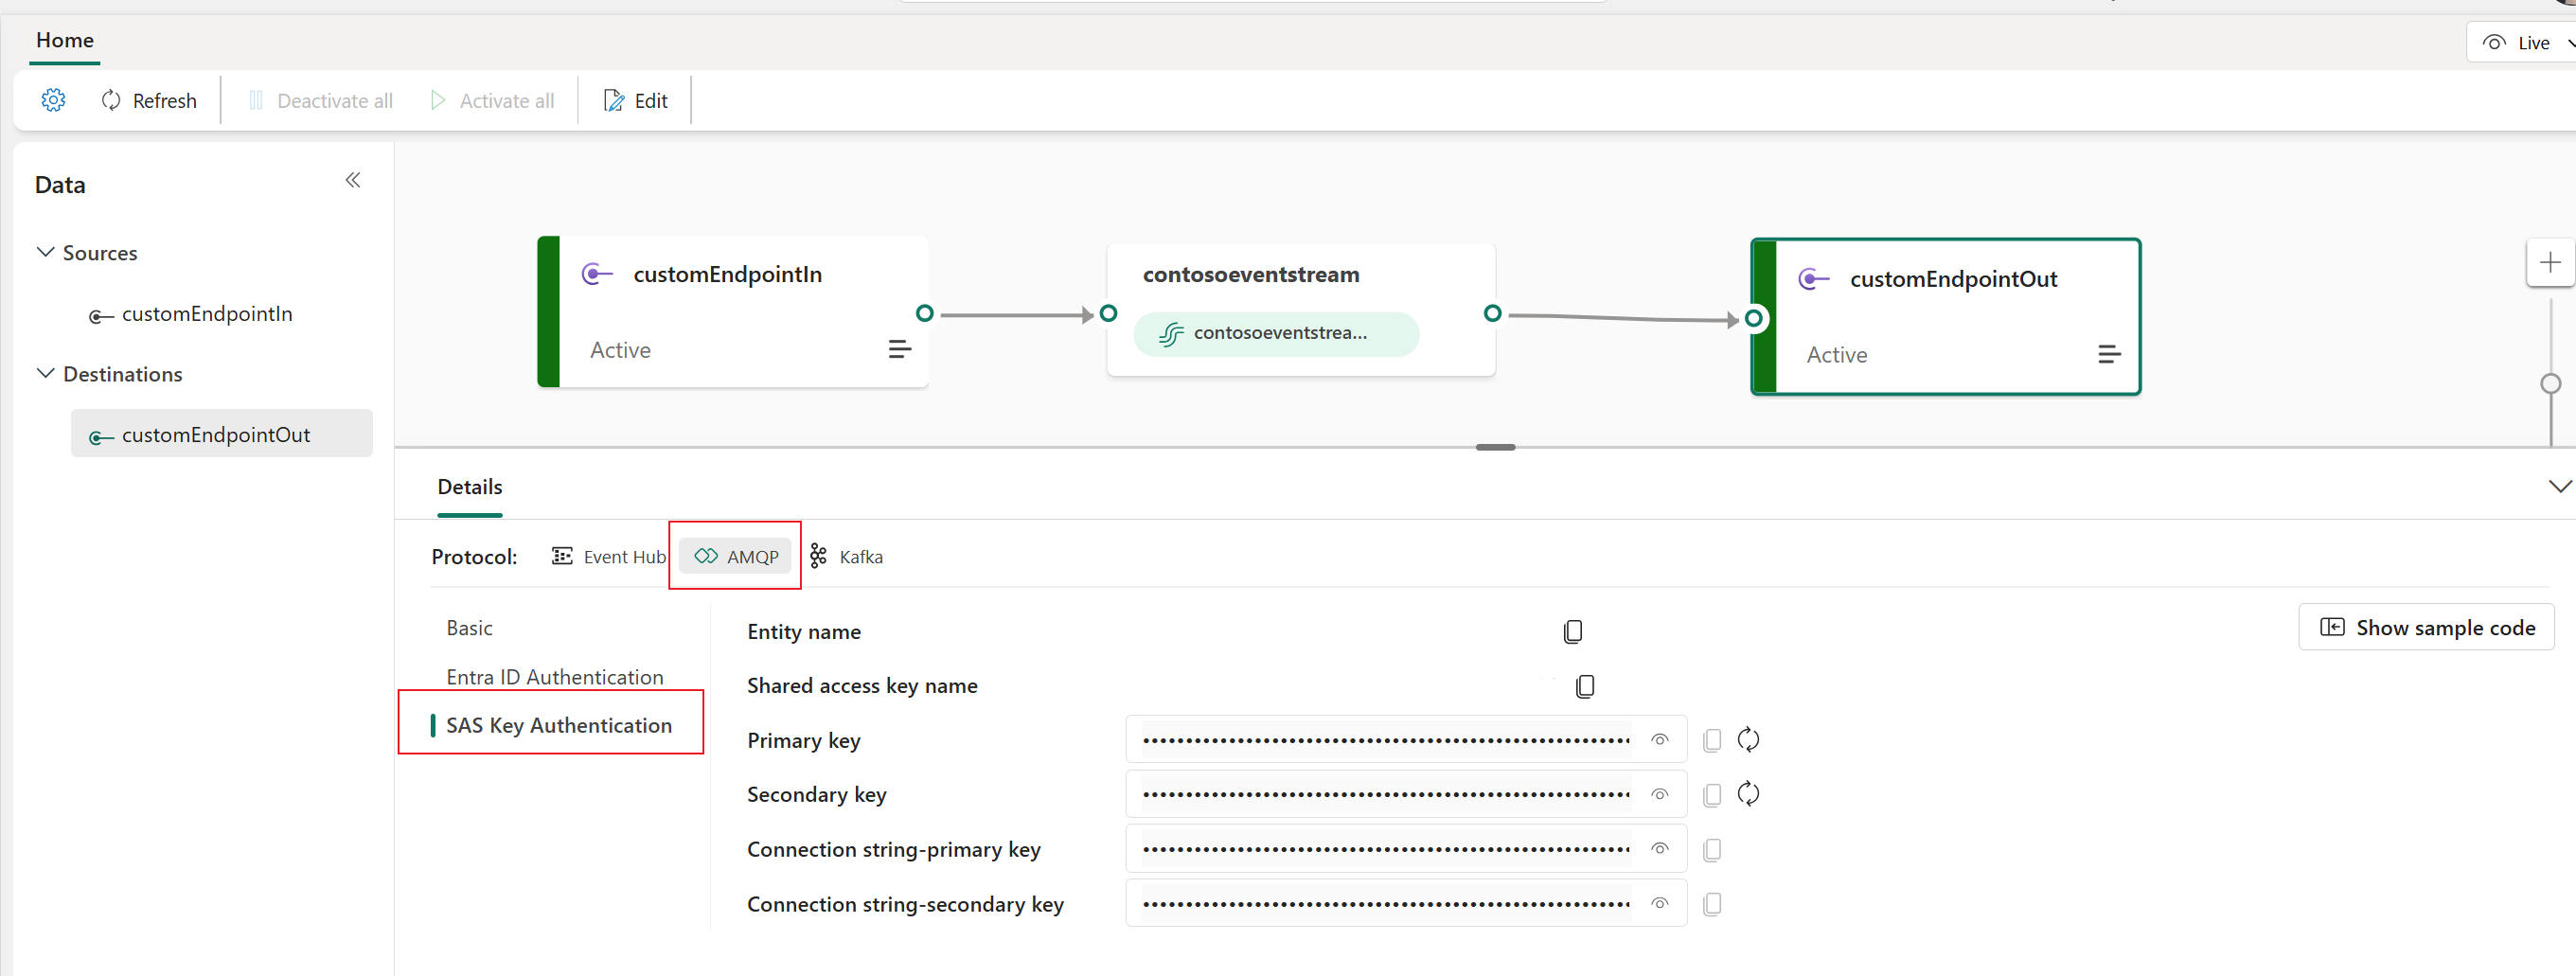 Home
Live
Refresh
Deactivate all
Activate all
Edit
Data
Sources
customEndpointIn
Destinations
customEndpointOut
customEndpointIn
Active
contosoeventstream
contosoeventstrea...
customEndpointOut
Active
Details
Protocol:
Event Hub
AMQP
Kafka
Basic
Entra ID Authentication
SAS Key Authentication
Entity name
Shared access key name
Primary key
Secondary key
Connection string-primary key
Connection string-secondary key
Show sample code